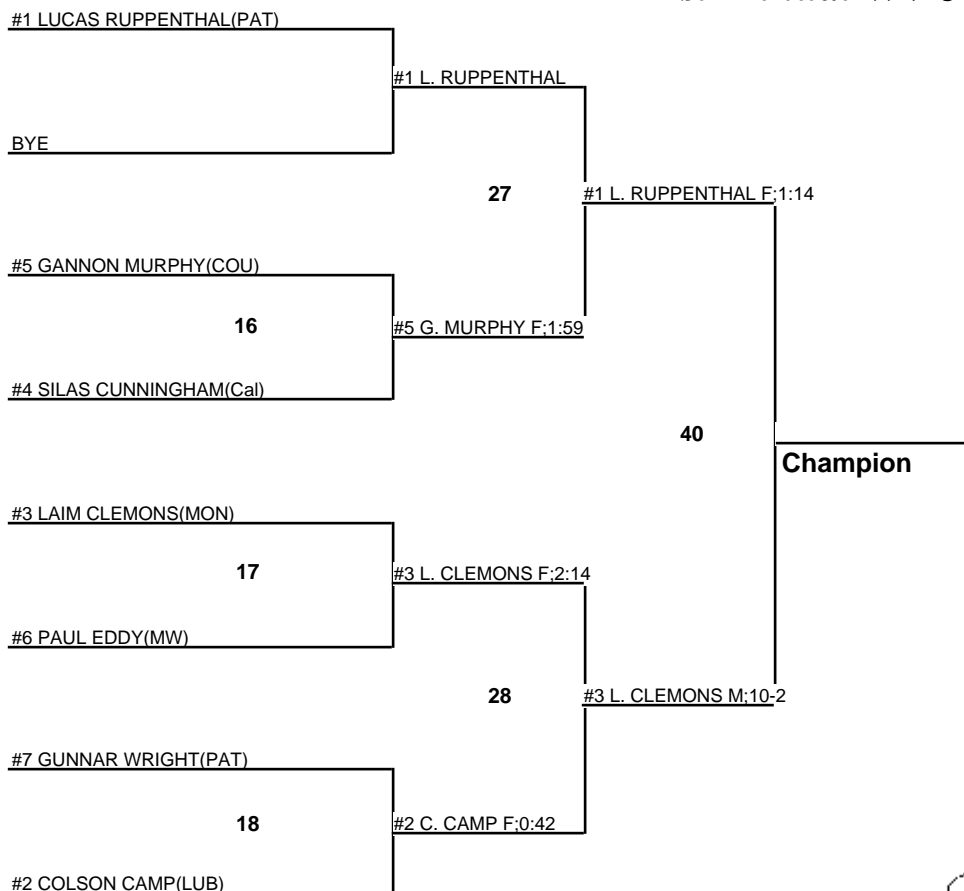 #1 LUCAS RUPPENTHAL(PAT)
#1 L. RUPPENTHAL
BYE
27
#1 L. RUPPENTHAL F;1:14
#5 GANNON MURPHY(COU)
16
#5 G. MURPHY F;1:59
#4 SILAS CUNNINGHAM(Cal)
40
Champion
#3 LAIM CLEMONS(MON)
17
#3 L. CLEMONS F;2:14
#6 PAUL EDDY(MW)
28
#3 L. CLEMONS M;10-2
#7 GUNNAR WRIGHT(PAT)
18
#2 C. CAMP F;0:42
#2 COLSON CAMP(LUB)